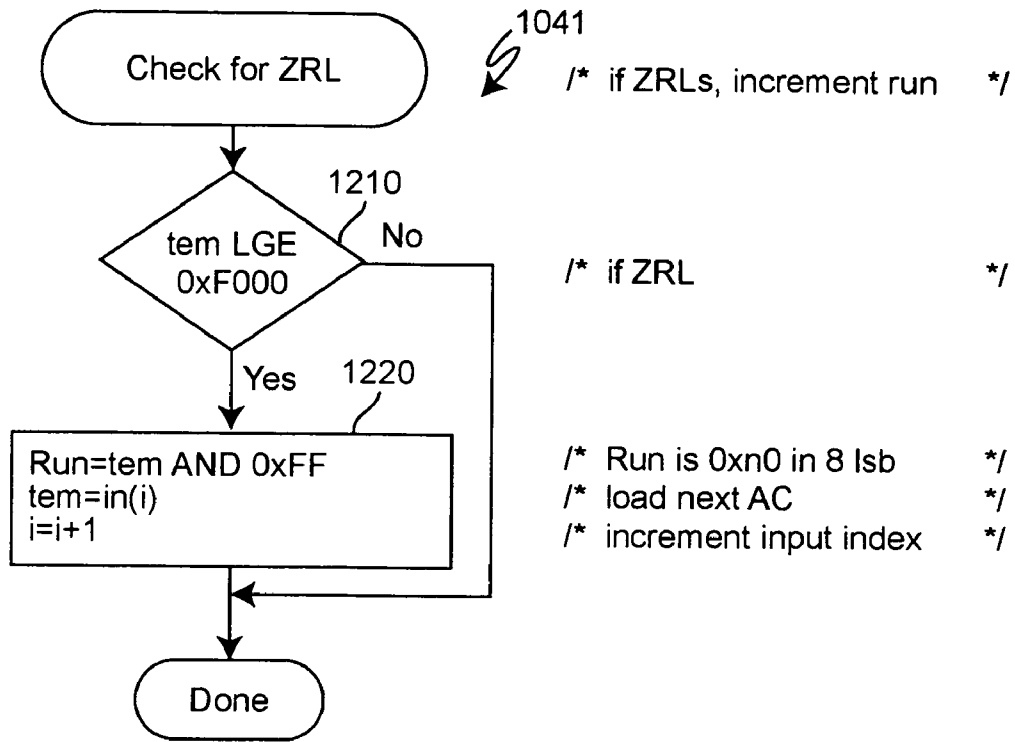 1041
Check for ZRL
/* if ZRLs, increment run */
1210
tem LGE
0xF000
No
/* if ZRL */
Yes
1220
Run=tem AND 0xFF
tem=in(i)
i=i+1
/* Run is 0xn0 in 8 lsb */
/* load next AC */
/* increment input index */
Done